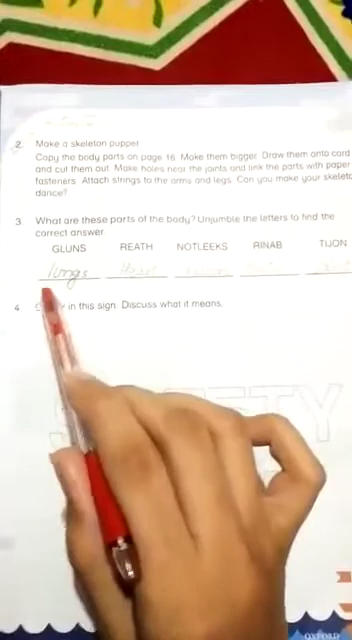 2. Make a skeleton puppet
Copy the body parts on page 16. Make them bigger. Draw them onto card
and cut them out. Make holes near the joints and link the parts with paper
fasteners. Attach strings to the arms and legs. Can you make your skeleto
dance?
3. What are these parts of the body? Unjumble the letters to find the
correct answer.
GLUNS REATH NOTLEEKS RINAB TIJON
lungs Heart
4. in this sign. Discuss what it means.
OXFORD